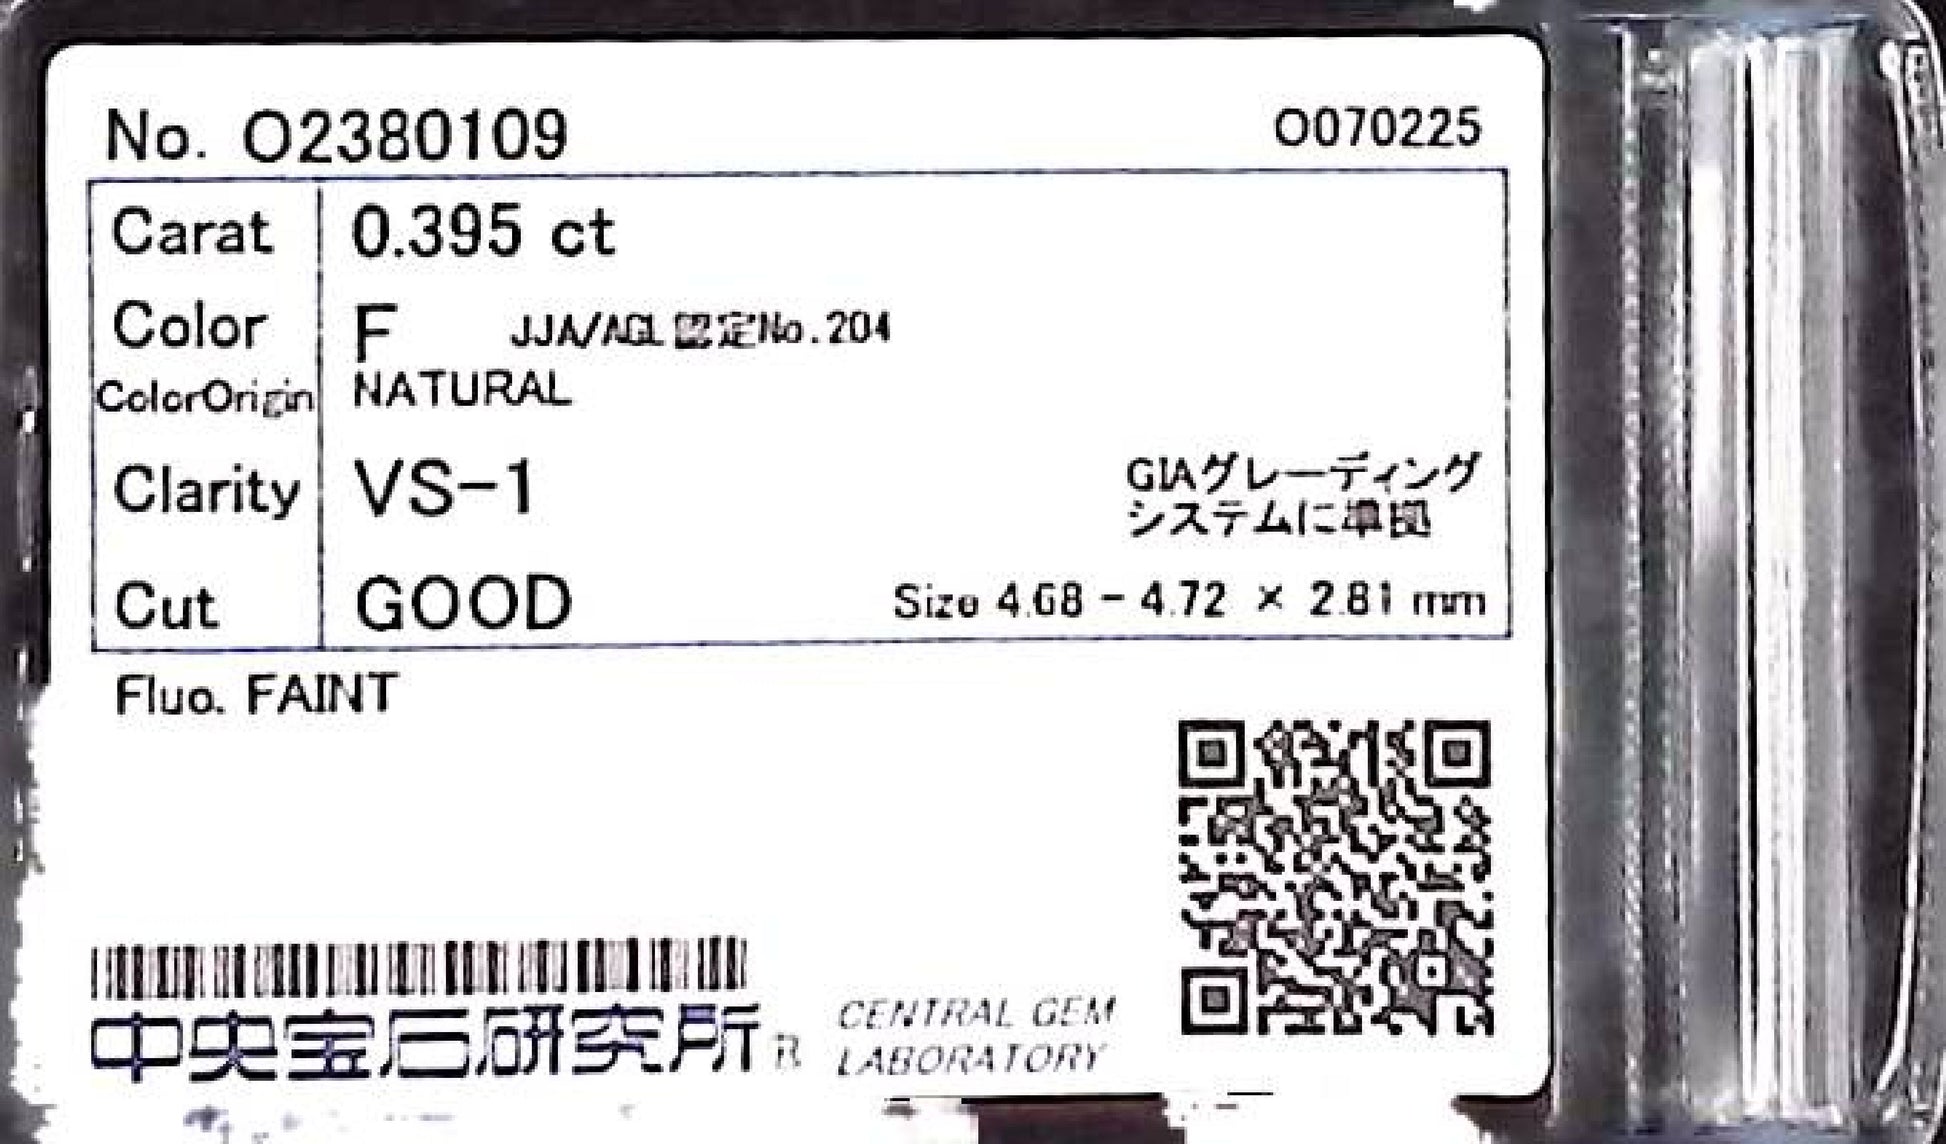 No. O2380109 O070225
Carat 0.395 ct
Color F JJA/AGL認定No.204
ColorOrigin NATURAL
Clarity VS-1
GIAグレーディング
システムに準拠
Cut GOOD Size 4.68 - 4.72 × 2.81 mm
Fluo. FAINT
中央宝石研究所 R
CENTRAL GEM
LABORATORY